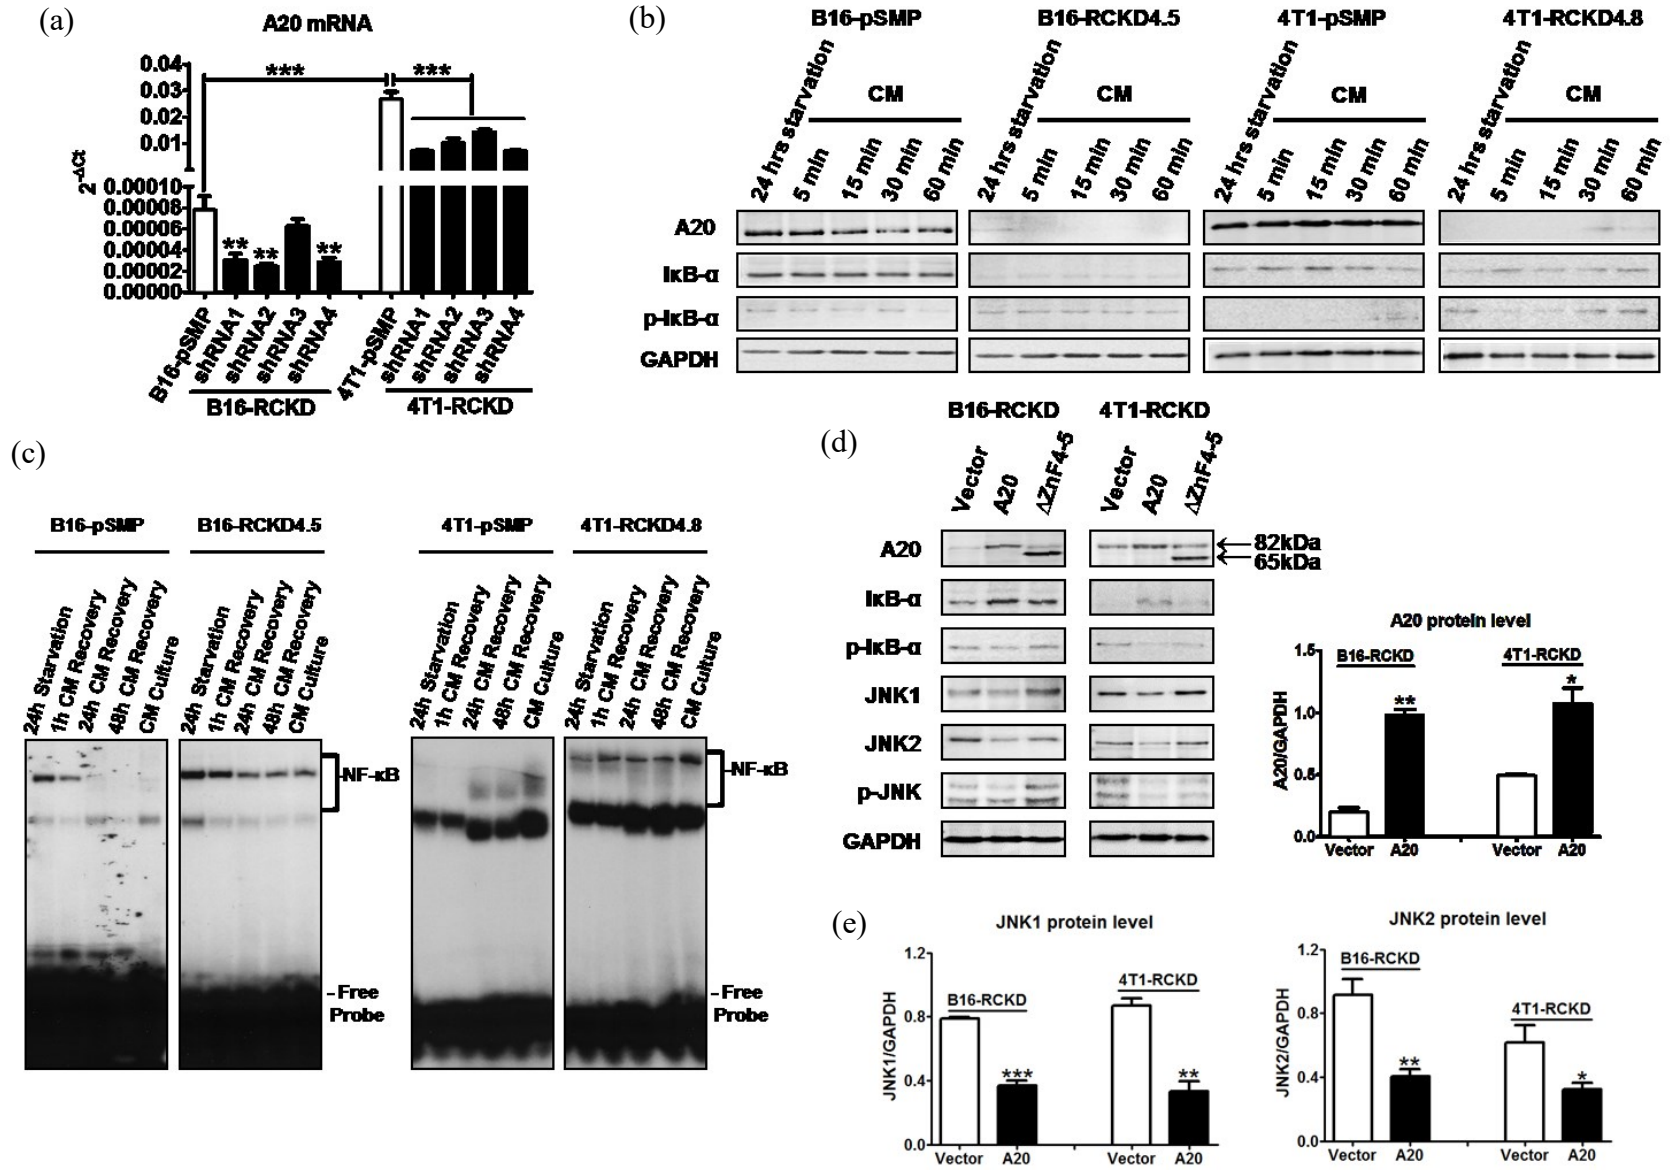 (a)
A20 mRNA
2^-ΔCt
0.04
0.03
0.02
0.01
0.00010
0.00008
0.00006
0.00004
0.00002
0.00000
*** ***
** ** **
B16-pSMP shRNA1 shRNA2 shRNA3 shRNA4 4T1-pSMP shRNA1 shRNA2 shRNA3 shRNA4
B16-RCKD 4T1-RCKD
(b)
B16-pSMP B16-RCKD4.5 4T1-pSMP 4T1-RCKD4.8
CM CM CM CM
24 hrs starvation 5 min 15 min 30 min 60 min 24 hrs starvation 5 min 15 min 30 min 60 min 24 hrs starvation 5 min 15 min 30 min 60 min 24 hrs starvation 5 min 15 min 30 min 60 min
A20
IκB-α
p-IκB-α
GAPDH
(c)
B16-pSMP B16-RCKD4.5 4T1-pSMP 4T1-RCKD4.8
24h Starvation 1h CM Recovery 24h CM Recovery 48h CM Recovery CM Culture 24h Starvation 1h CM Recovery 24h CM Recovery 48h CM Recovery CM Culture 24h Starvation 1h CM Recovery 24h CM Recovery 48h CM Recovery CM Culture 24h Starvation 1h CM Recovery 24h CM Recovery 48h CM Recovery CM Culture
NF-κB NF-κB
-Free -Free
Probe Probe
(d)
B16-RCKD 4T1-RCKD
Vector A20 ΔZnF4-5 Vector A20 ΔZnF4-5
A20
82kDa
65kDa
IκB-α
p-IκB-α
JNK1
JNK2
p-JNK
GAPDH
A20 protein level
A20/GAPDH
1.5
1.0
0.5
0.0
B16-RCKD 4T1-RCKD
** *
Vector A20 Vector A20
(e)
JNK1 protein level
JNK1/GAPDH
1.2
0.8
0.4
0.0
B16-RCKD 4T1-RCKD
*** **
Vector A20 Vector A20
JNK2 protein level
JNK2/GAPDH
1.2
0.8
0.4
0.0
B16-RCKD
4T1-RCKD
** *
Vector A20 Vector A20